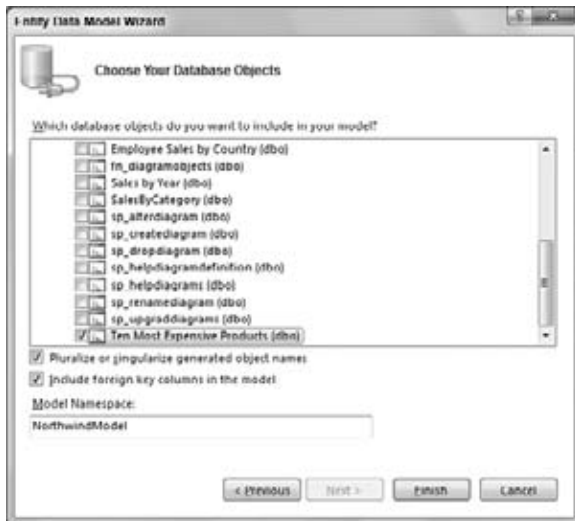 Entity Data Model Wizard
Choose Your Database Objects
Which database objects do you want to include in your model?
Employee Sales by Country (dbo)
fn_diagramobjects (dbo)
Sales by Year (dbo)
SalesByCategory (dbo)
sp_alterdiagram (dbo)
sp_creatediagram (dbo)
sp_dropdiagram (dbo)
sp_helpdiagramdefinition (dbo)
sp_helpdiagrams (dbo)
sp_renamediagram (dbo)
sp_upgraddiagrams (dbo)
Ten Most Expensive Products (dbo)
Pluralize or singularize generated object names
Include foreign key columns in the model
Model Namespace:
NorthwindModel
< Previous Next > Finish Cancel